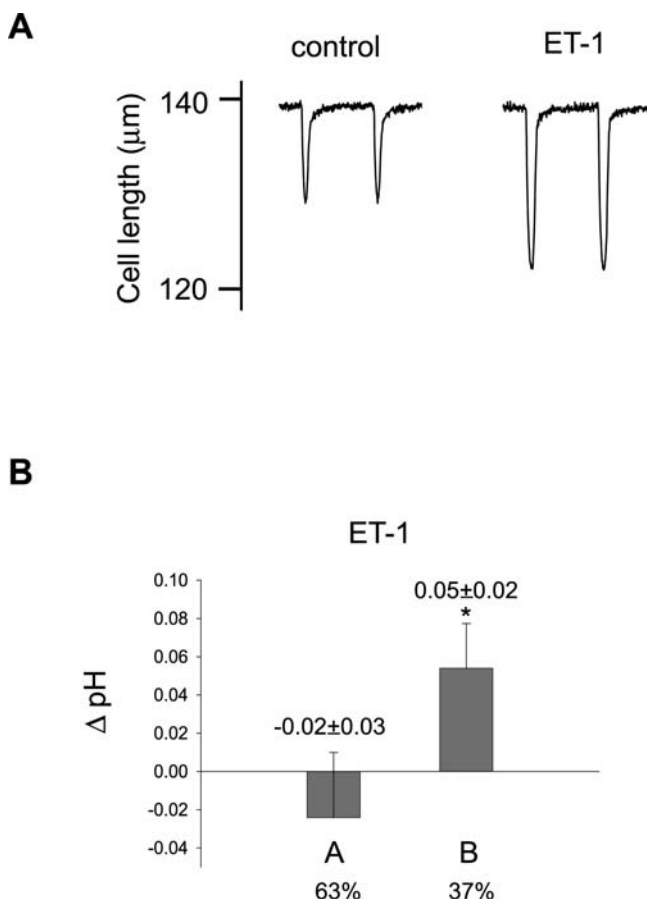 A
control
ET-1
Cell length (µm)
140
120
B
ET-1
Δ pH
0.10
0.08
0.06
0.04
0.02
0.00
-0.02
-0.04
-0.02±0.03
0.05±0.02
*
A
B
63%
37%